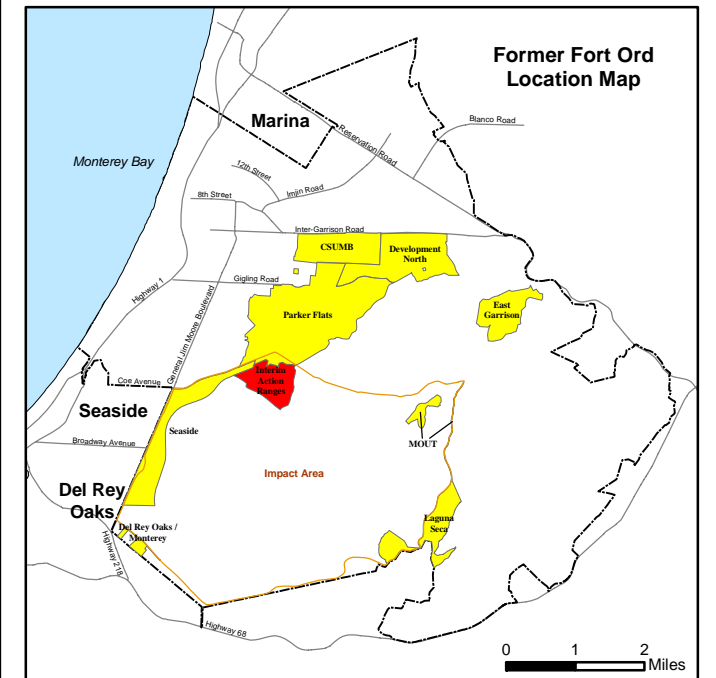 Former Fort Ord
Location Map
Marina
Blanco Road
Reservation Road
Monterey Bay
12th Street
Imjin Road
8th Street
Inter-Garrison Road
CSUMB
Development
North
Gigling Road
Highway 1
East
Garrison
Parker Flats
General Jim Moore Boulevard
Interim
Action
Ranges
Coe Avenue
Seaside
Seaside
Broadway Avenue
MOUT
Impact Area
Del Rey
Oaks
Laguna
Seca
Del Rey Oaks /
Monterey
Highway 218
Highway 68
0 1 2
Miles